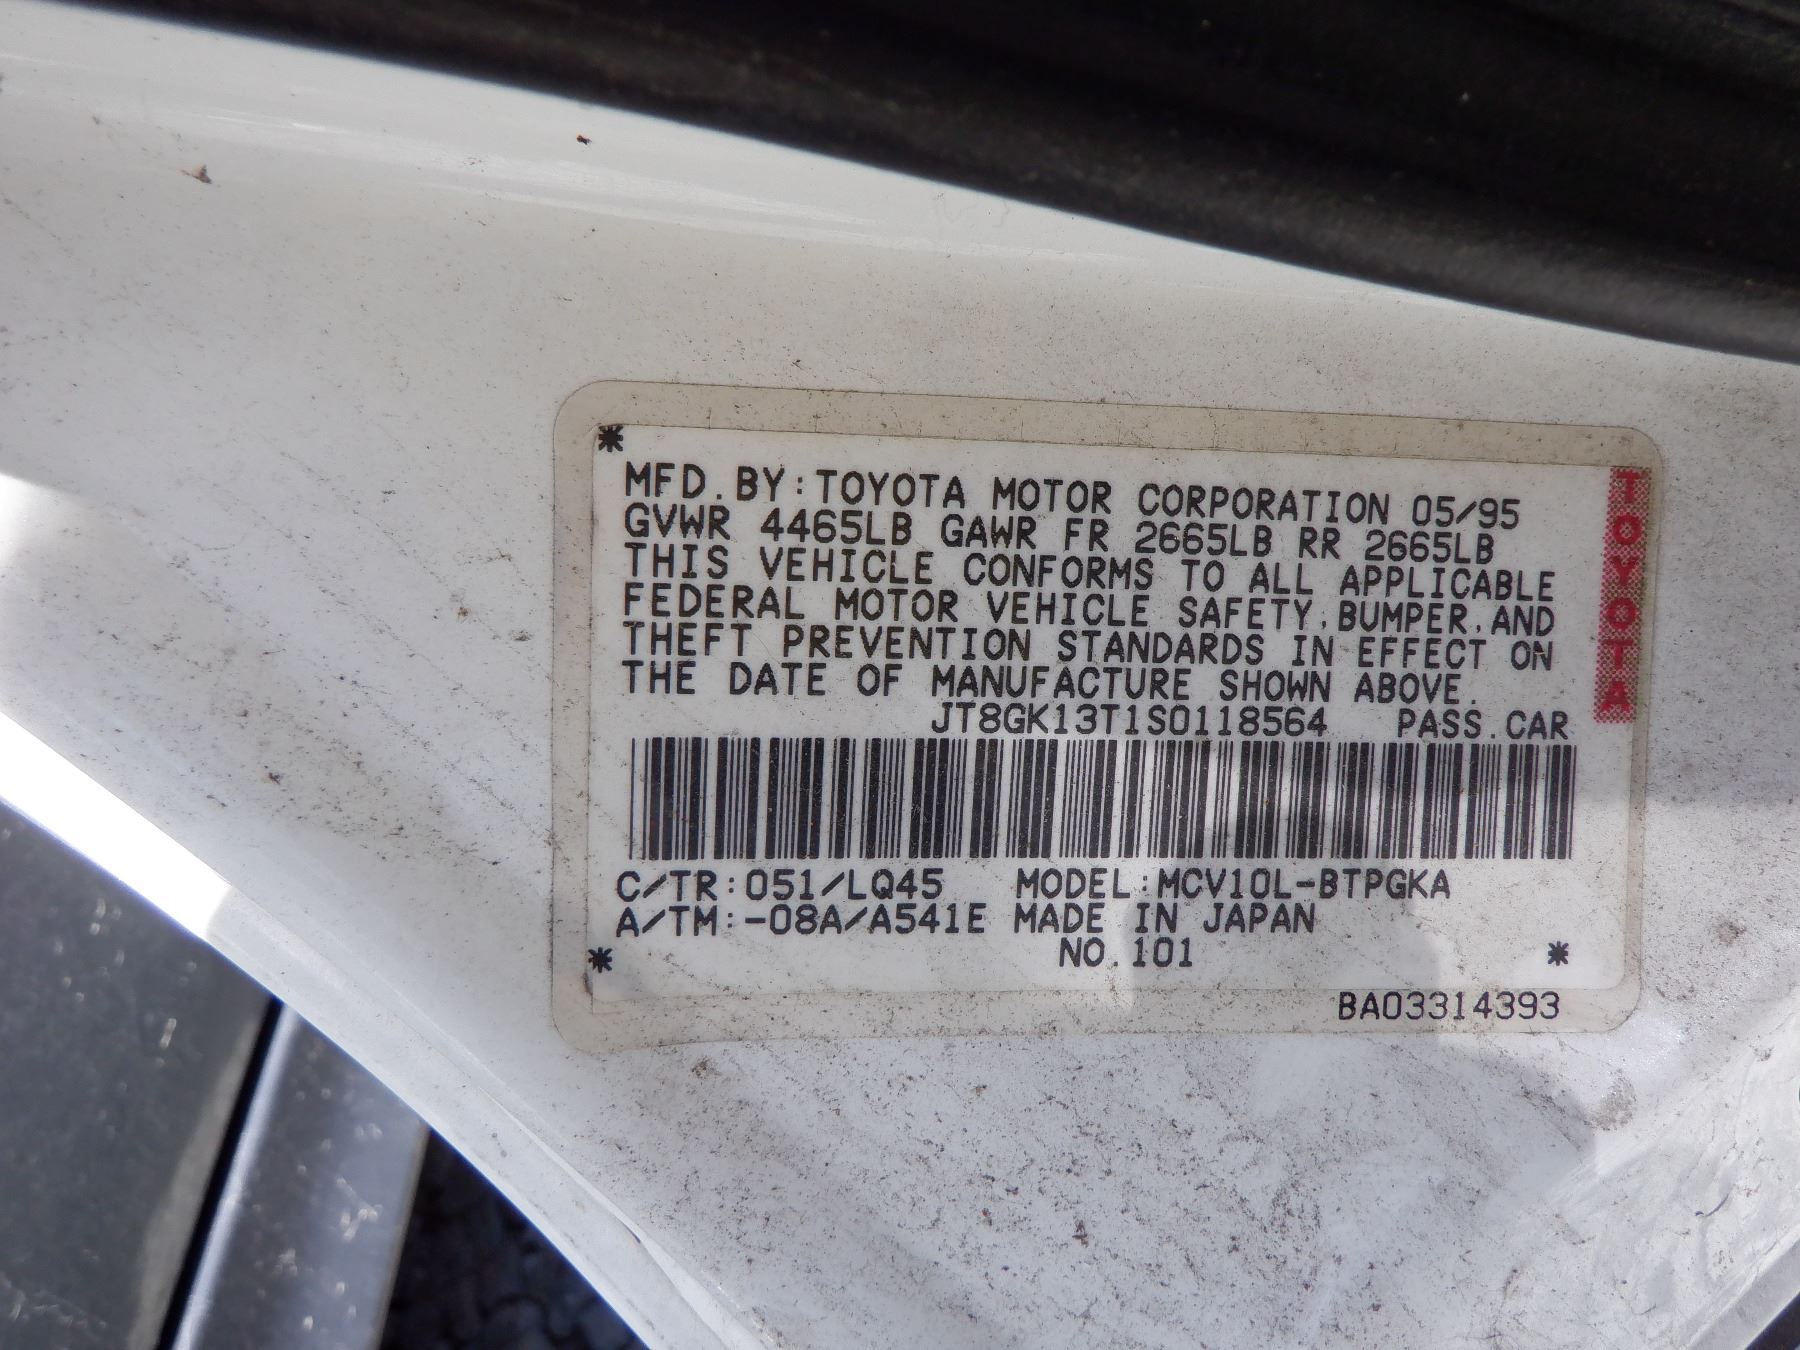 MFD.BY:TOYOTA MOTOR CORPORATION 05/95
GVWR 4465LB GAWR FR 2665LB RR 2665LB
THIS VEHICLE CONFORMS TO ALL APPLICABLE
FEDERAL MOTOR VEHICLE SAFETY,BUMPER,AND
THEFT PREVENTION STANDARDS IN EFFECT ON
THE DATE OF MANUFACTURE SHOWN ABOVE.
JT8GK13T1S0118564 PASS.CAR
C/TR:051/LQ45 MODEL:MCV10L-BTPGKA
A/TM:-08A/A541E MADE IN JAPAN
NO.101
BA03314393
TOYOTA